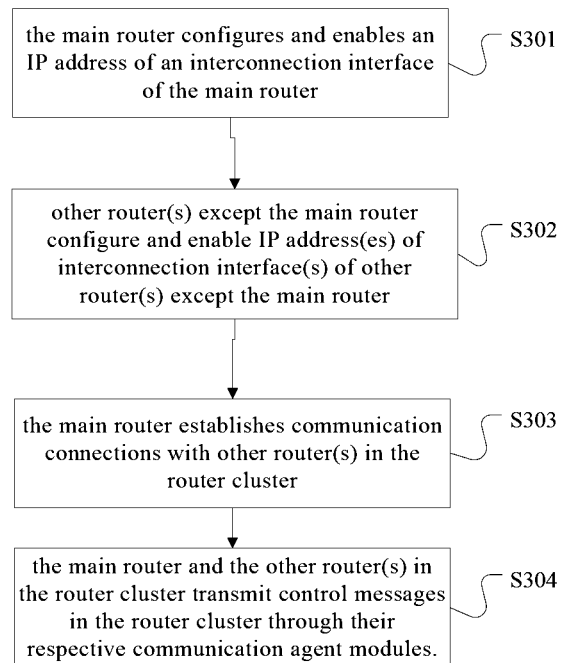 the main router configures and enables an
IP address of an interconnection interface
of the main router
S301
other router(s) except the main router
configure and enable IP address(es) of
interconnection interface(s) of other
router(s) except the main router
S302
the main router establishes communication
connections with other router(s) in the
router cluster
S303
the main router and the other router(s) in
the router cluster transmit control messages
in the router cluster through their
respective communication agent modules.
S304